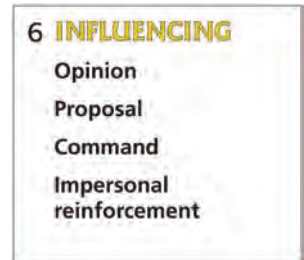 6 INFLUENCING
Opinion
Proposal
Command
Impersonal
reinforcement